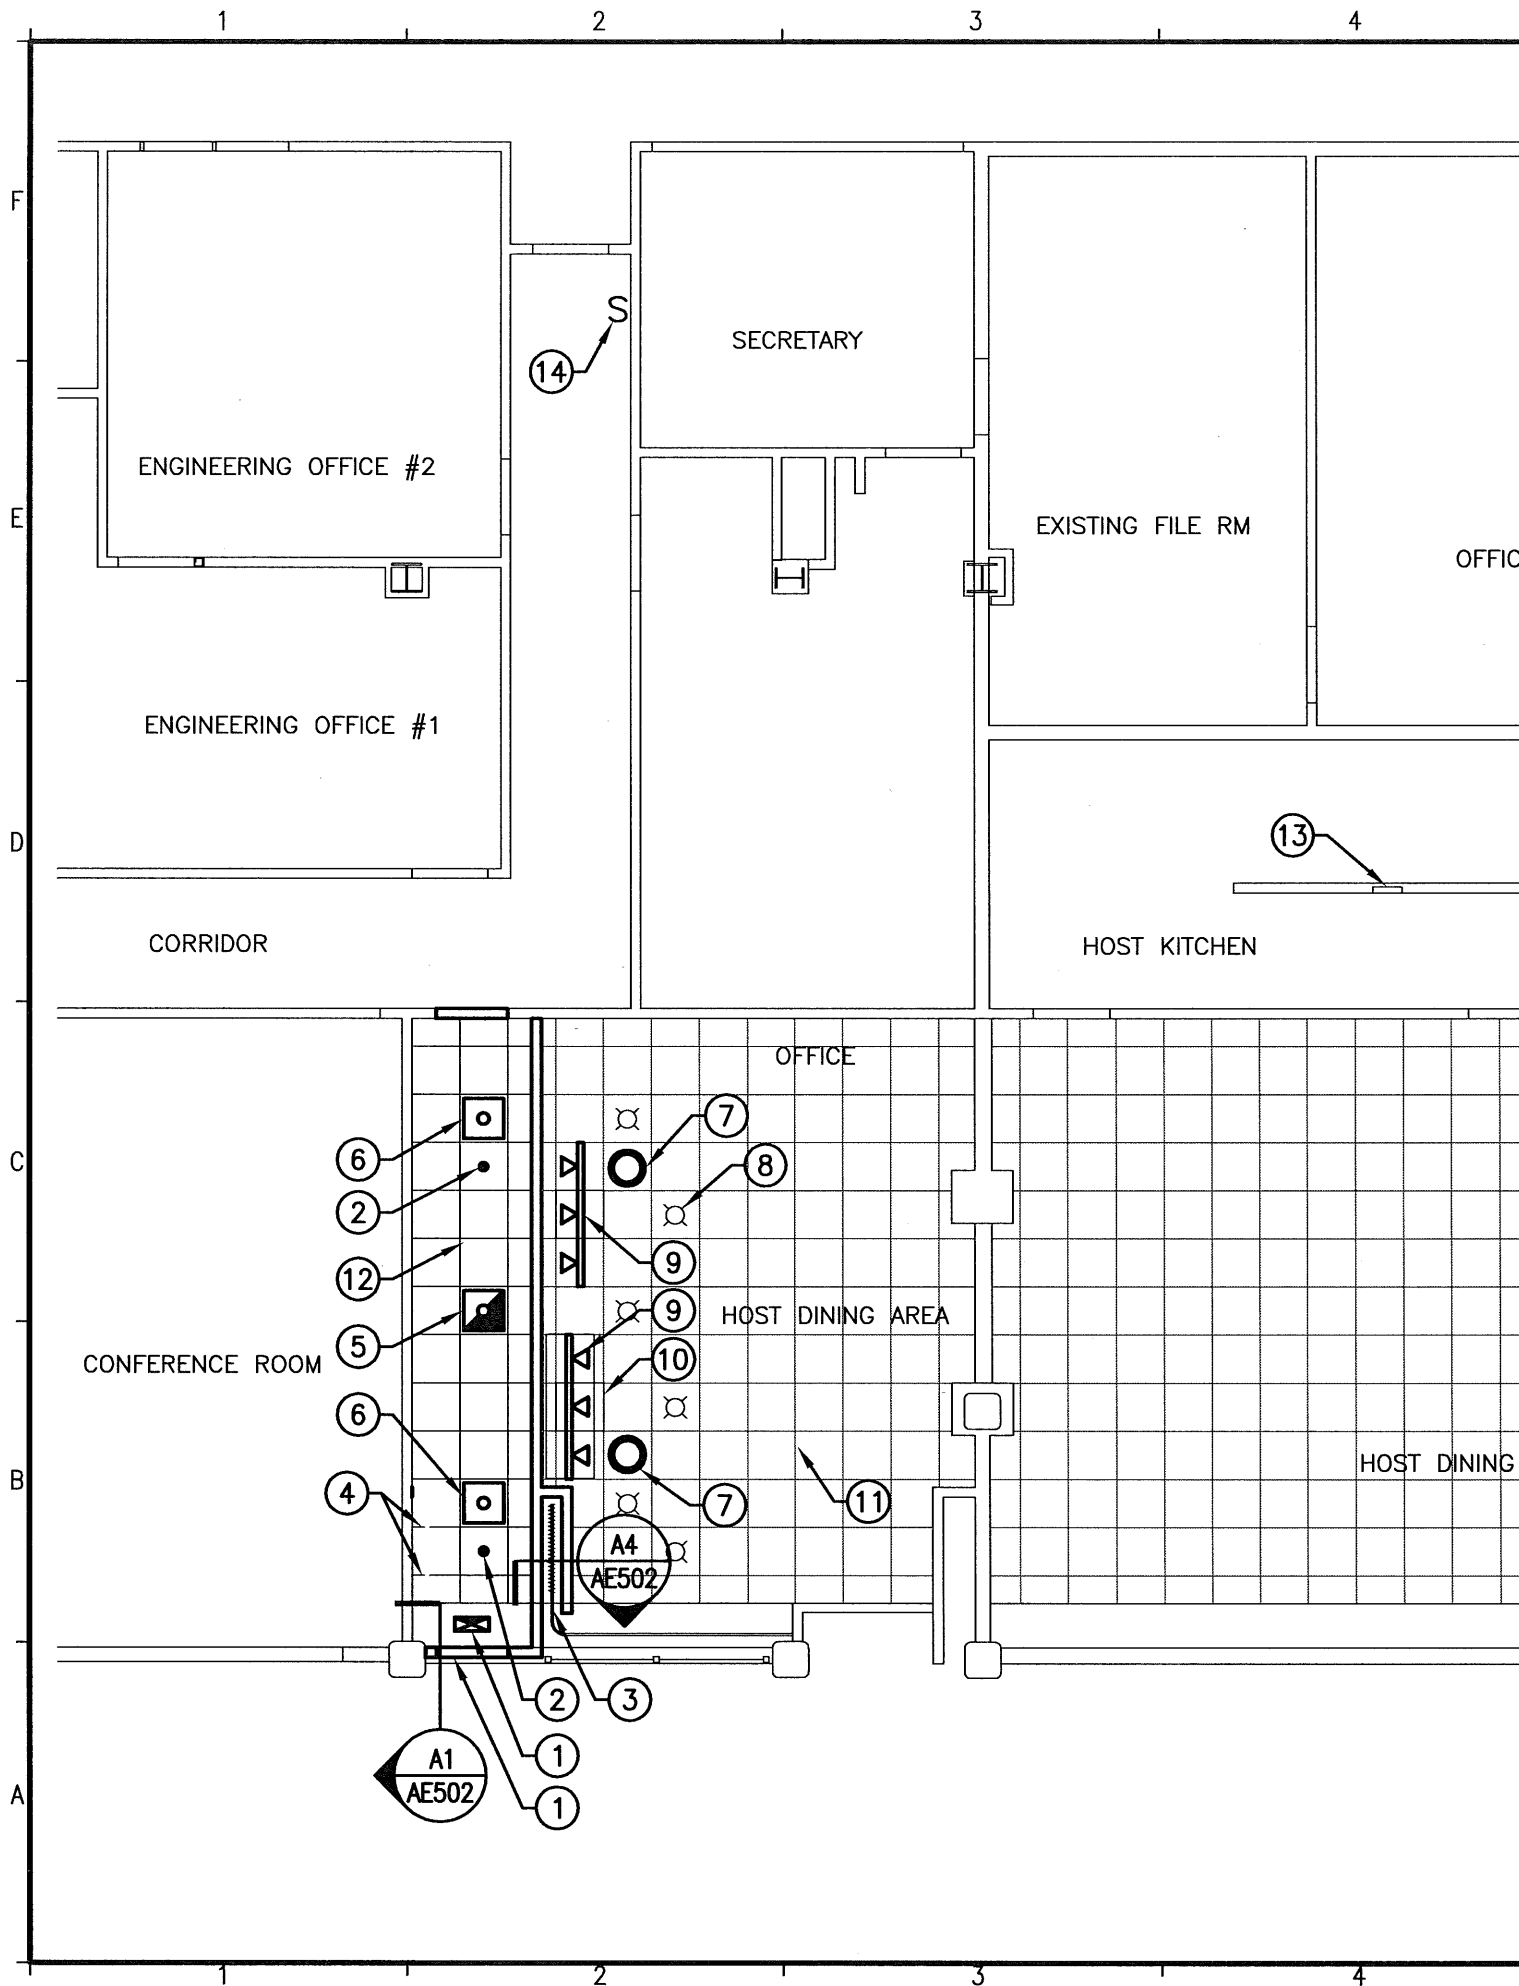 1 2 3 4
F
S
SECRETARY
14
ENGINEERING OFFICE #2
E
EXISTING FILE RM
OFFIC
ENGINEERING OFFICE #1
13
D
CORRIDOR
HOST KITCHEN
OFFICE
7
6
C
8
2
9
12
9
HOST DINING AREA
5
10
CONFERENCE ROOM
6
HOST DINING
B
4
11
7
A4
AE502
2
3
A1
1
AE502
A
1
1 2 3 4